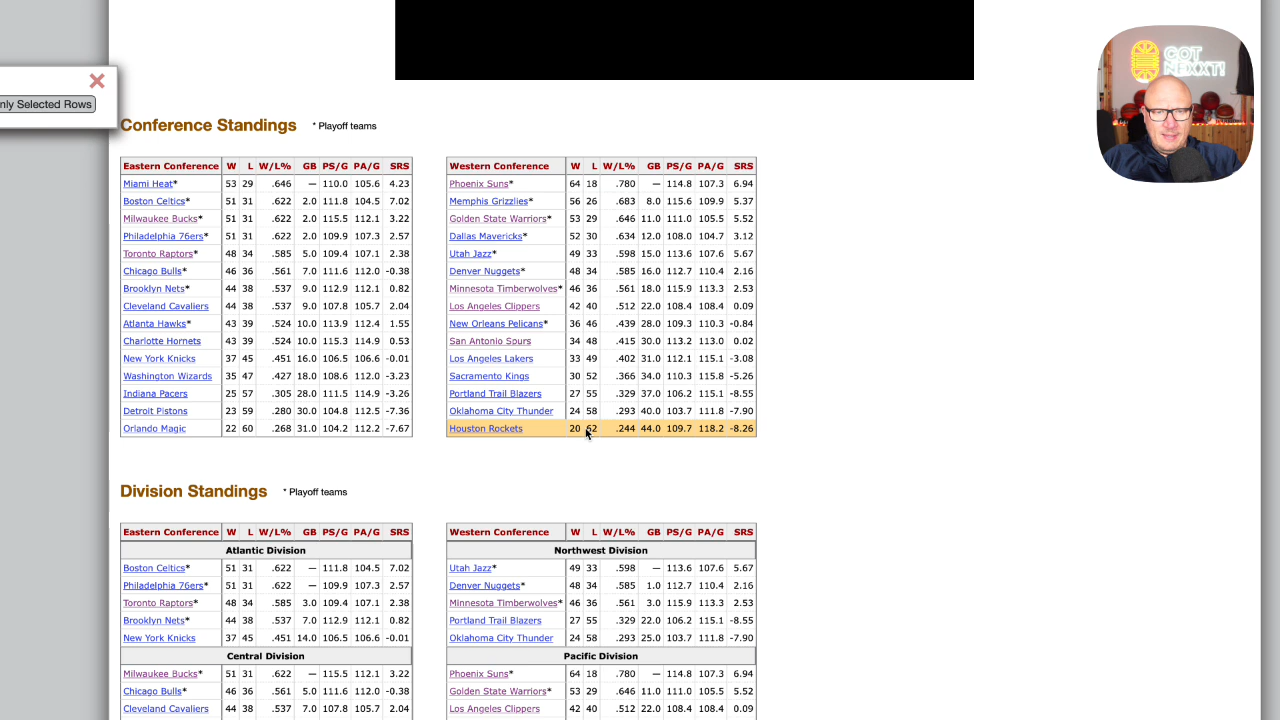 GOT
NEXXT!
nly Selected Rows
Conference Standings * Playoff teams
Eastern Conference W L W/L% GB PS/G PA/G SRS
Miami Heat* 53 29 .646 — 110.0 105.6 4.23
Boston Celtics* 51 31 .622 2.0 111.8 104.5 7.02
Milwaukee Bucks* 51 31 .622 2.0 115.5 112.1 3.22
Philadelphia 76ers* 51 31 .622 2.0 109.9 107.3 2.57
Toronto Raptors* 48 34 .585 5.0 109.4 107.1 2.38
Chicago Bulls* 46 36 .561 7.0 111.6 112.0 -0.38
Brooklyn Nets* 44 38 .537 9.0 112.9 112.1 0.82
Cleveland Cavaliers 44 38 .537 9.0 107.8 105.7 2.04
Atlanta Hawks* 43 39 .524 10.0 113.9 112.4 1.55
Charlotte Hornets 43 39 .524 10.0 115.3 114.9 0.53
New York Knicks 37 45 .451 16.0 106.5 106.6 -0.01
Washington Wizards 35 47 .427 18.0 108.6 112.0 -3.23
Indiana Pacers 25 57 .305 28.0 111.5 114.9 -3.26
Detroit Pistons 23 59 .280 30.0 104.8 112.5 -7.36
Orlando Magic 22 60 .268 31.0 104.2 112.2 -7.67
Western Conference W L W/L% GB PS/G PA/G SRS
Phoenix Suns* 64 18 .780 — 114.8 107.3 6.94
Memphis Grizzlies* 56 26 .683 8.0 115.6 109.9 5.37
Golden State Warriors* 53 29 .646 11.0 111.0 105.5 5.52
Dallas Mavericks* 52 30 .634 12.0 108.0 104.7 3.12
Utah Jazz* 49 33 .598 15.0 113.6 107.6 5.67
Denver Nuggets* 48 34 .585 16.0 112.7 110.4 2.16
Minnesota Timberwolves* 46 36 .561 18.0 115.9 113.3 2.53
Los Angeles Clippers 42 40 .512 22.0 108.4 108.4 0.09
New Orleans Pelicans* 36 46 .439 28.0 109.3 110.3 -0.84
San Antonio Spurs 34 48 .415 30.0 113.2 113.0 0.02
Los Angeles Lakers 33 49 .402 31.0 112.1 115.1 -3.08
Sacramento Kings 30 52 .366 34.0 110.3 115.8 -5.26
Portland Trail Blazers 27 55 .329 37.0 106.2 115.1 -8.55
Oklahoma City Thunder 24 58 .293 40.0 103.7 111.8 -7.90
Houston Rockets 20 62 .244 44.0 109.7 118.2 -8.26
Division Standings * Playoff teams
Eastern Conference W L W/L% GB PS/G PA/G SRS
Atlantic Division
Boston Celtics* 51 31 .622 — 111.8 104.5 7.02
Philadelphia 76ers* 51 31 .622 — 109.9 107.3 2.57
Toronto Raptors* 48 34 .585 3.0 109.4 107.1 2.38
Brooklyn Nets* 44 38 .537 7.0 112.9 112.1 0.82
New York Knicks 37 45 .451 14.0 106.5 106.6 -0.01
Central Division
Milwaukee Bucks* 51 31 .622 — 115.5 112.1 3.22
Chicago Bulls* 46 36 .561 5.0 111.6 112.0 -0.38
Cleveland Cavaliers 44 38 .537 7.0 107.8 105.7 2.04
Western Conference W L W/L% GB PS/G PA/G SRS
Northwest Division
Utah Jazz* 49 33 .598 — 113.6 107.6 5.67
Denver Nuggets* 48 34 .585 1.0 112.7 110.4 2.16
Minnesota Timberwolves* 46 36 .561 3.0 115.9 113.3 2.53
Portland Trail Blazers 27 55 .329 22.0 106.2 115.1 -8.55
Oklahoma City Thunder 24 58 .293 25.0 103.7 111.8 -7.90
Pacific Division
Phoenix Suns* 64 18 .780 — 114.8 107.3 6.94
Golden State Warriors* 53 29 .646 11.0 111.0 105.5 5.52
Los Angeles Clippers 42 40 .512 22.0 108.4 108.4 0.09